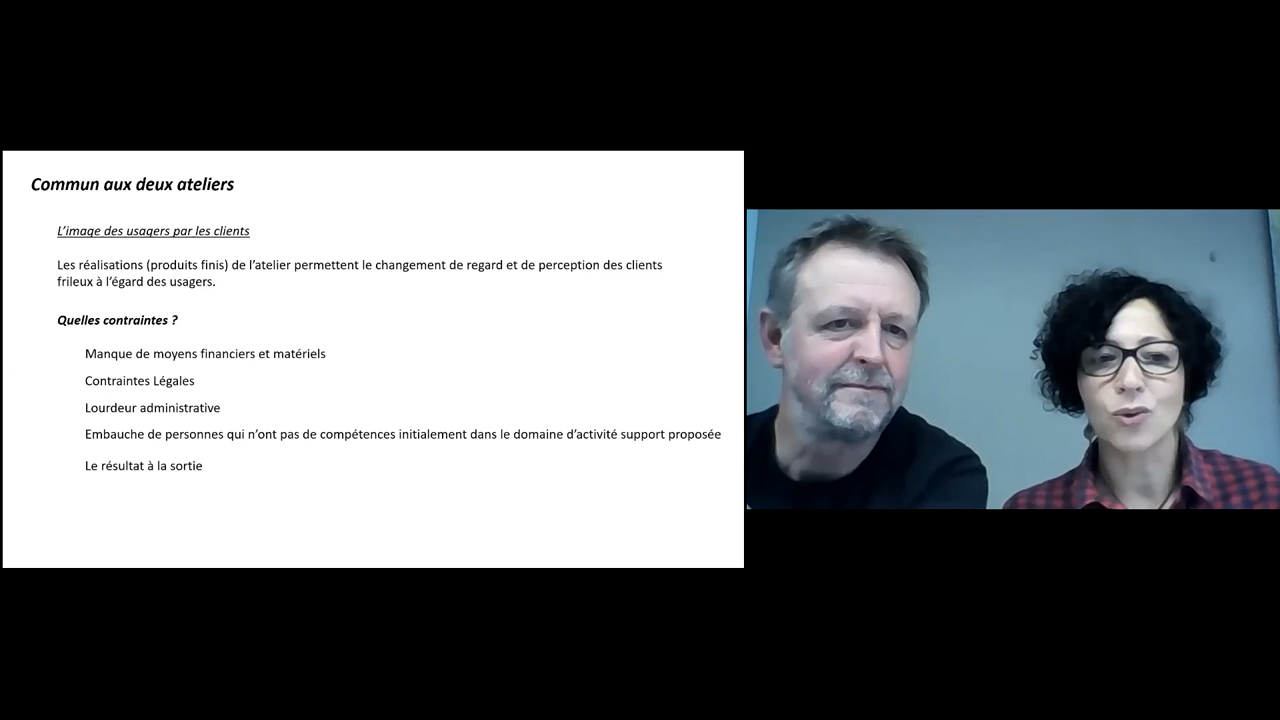 Commun aux deux ateliers
L'image des usagers par les clients
Les réalisations (produits finis) de l'atelier permettent le changement de regard et de perception des clients
frileux à l'égard des usagers.
Quelles contraintes ?
Manque de moyens financiers et matériels
Contraintes Légales
Lourdeur administrative
Embauche de personnes qui n'ont pas de compétences initialement dans le domaine d'activité support proposée
Le résultat à la sortie